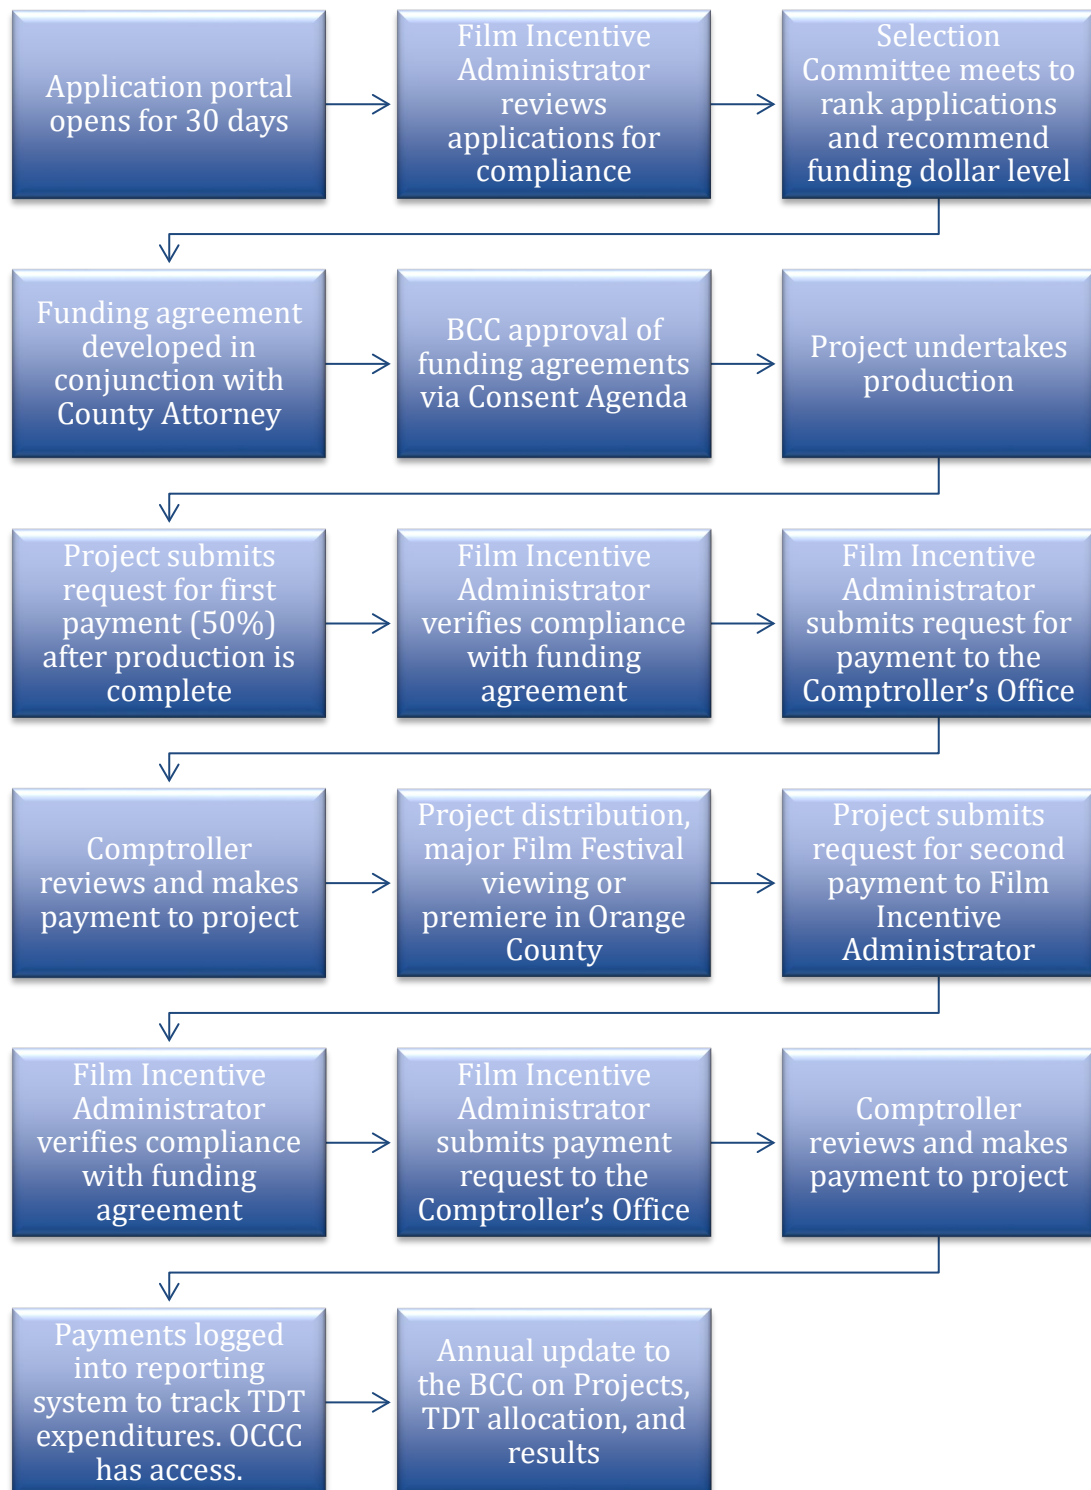 Application portal
opens for 30 days
Film Incentive
Administrator
reviews
applications for
compliance
Selection
Committee meets to
rank applications
and recommend
funding dollar level
Funding agreement
developed in
conjunction with
County Attorney
BCC approval of
funding agreements
via Consent Agenda
Project undertakes
production
Project submits
request for first
payment (50%)
after production is
complete
Film Incentive
Administrator
verifies compliance
with funding
agreement
Film Incentive
Administrator
submits request for
payment to the
Comptroller’s Office
Comptroller
reviews and makes
payment to project
Project distribution,
major Film Festival
viewing or
premiere in Orange
County
Project submits
request for second
payment to Film
Incentive
Administrator
Film Incentive
Administrator
verifies compliance
with funding
agreement
Film Incentive
Administrator
submits payment
request to the
Comptroller’s Office
Comptroller
reviews and makes
payment to project
Payments logged
into reporting
system to track TDT
expenditures. OCCC
has access.
Annual update to
the BCC on Projects,
TDT allocation, and
results